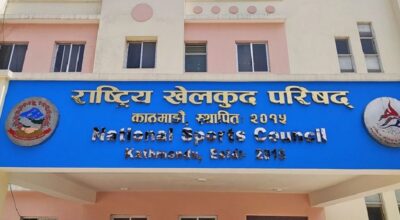 राष्ट्रिय खेलकुद परिषद्
काठमाडौं स्थापित २०१५
National Sports Council
Kathmandu, Estd:- 2015